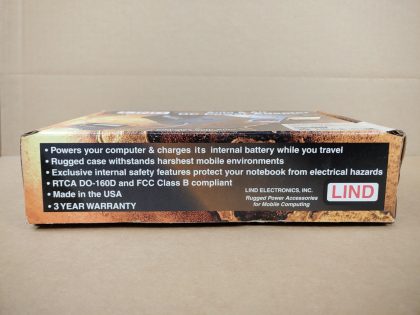 • Powers your computer & charges its internal battery while you travel
• Rugged case withstands harshest mobile environments
• Exclusive internal safety features protect your notebook from electrical hazards
• RTCA DO-160D and FCC Class B compliant
• Made in the USA
• 3 YEAR WARRANTY
LIND ELECTRONICS, INC.
Rugged Power Accessories
for Mobile Computing
LIND